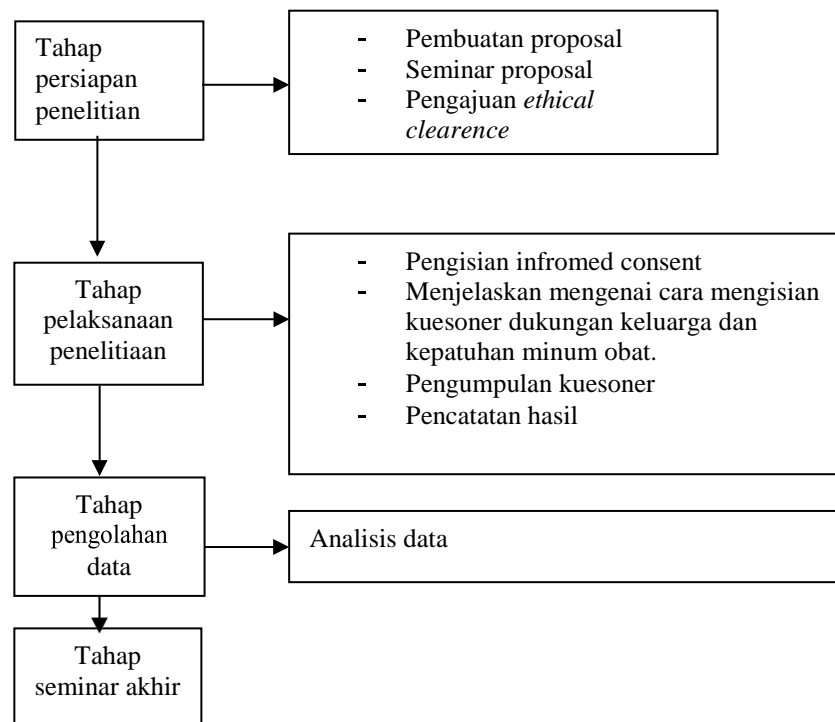 Tahap
persiapan
penelitian
- Pembuatan proposal
- Seminar proposal
- Pengajuan ethical
clearence
Tahap
pelaksanaan
penelitiaan
- Pengisian infromed consent
- Menjelaskan mengenai cara mengisian
kuesoner dukungan keluarga dan
kepatuhan minum obat.
- Pengumpulan kuesoner
- Pencatatan hasil
Tahap
pengolahan
data
Analisis data
Tahap
seminar akhir